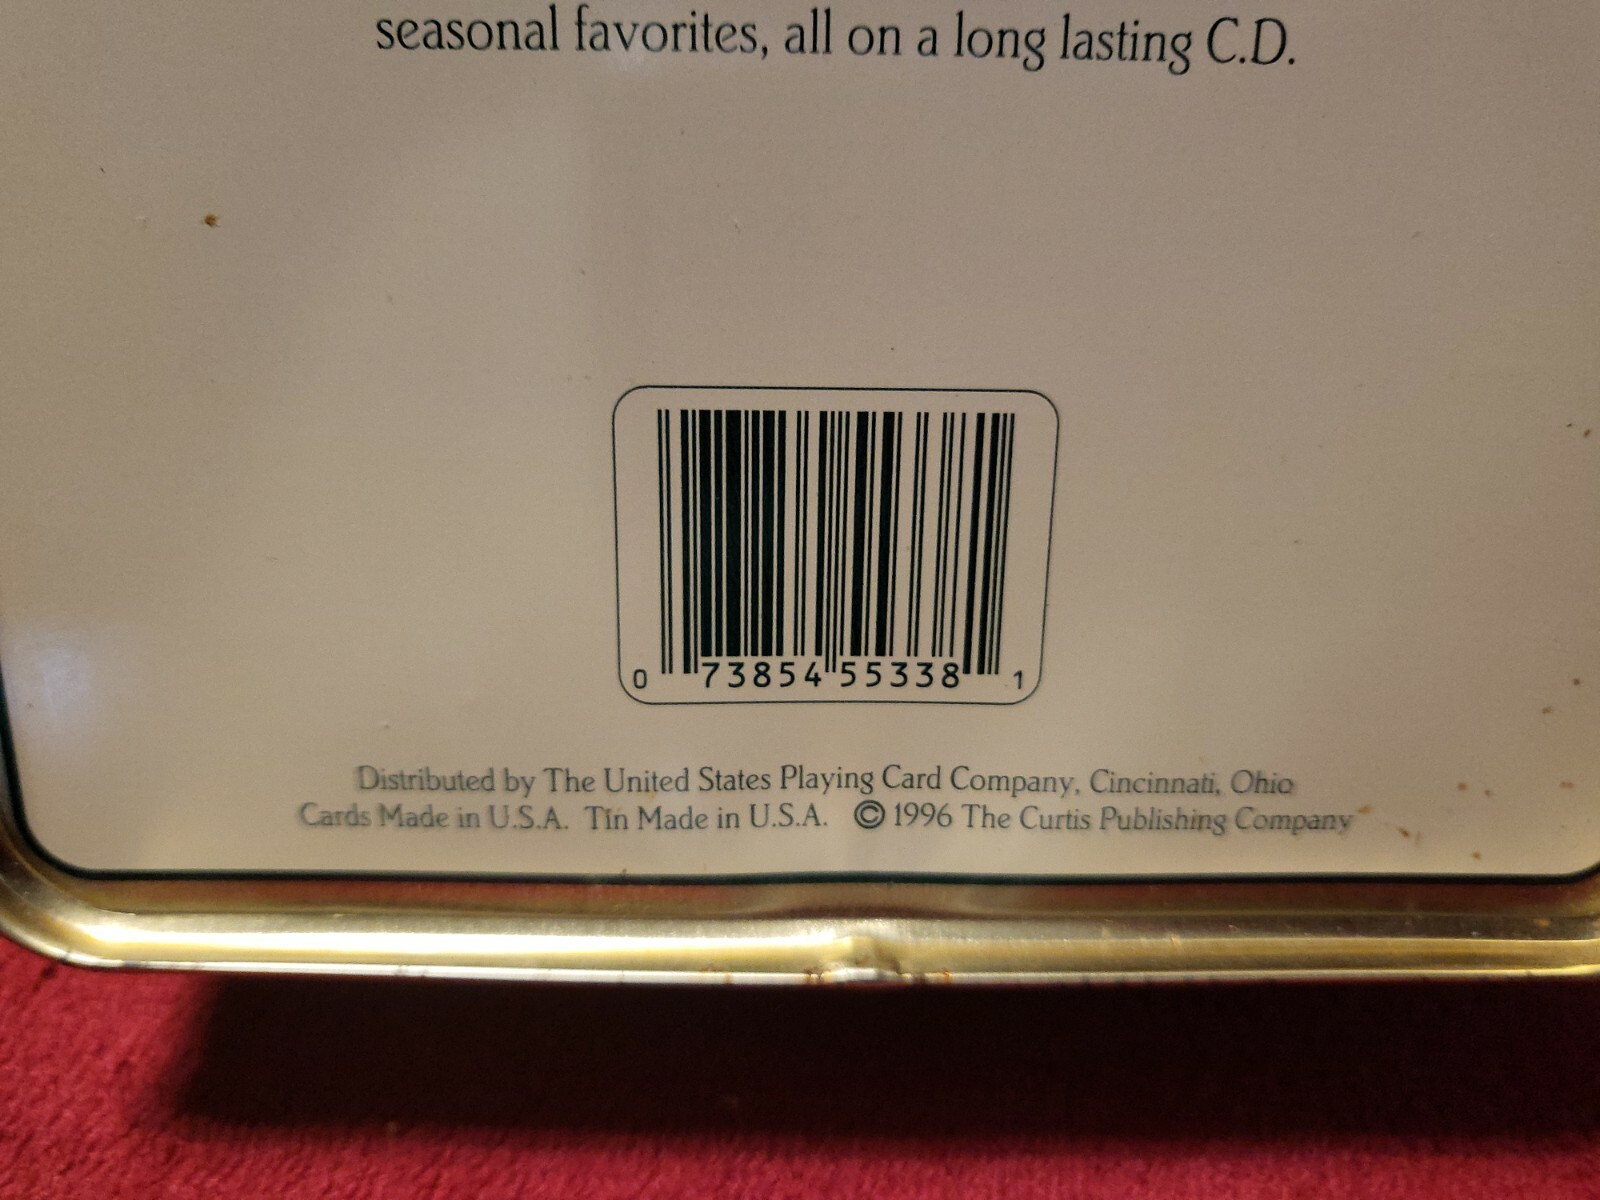 seasonal favorites, all on a long lasting C.D.
0 73854 55338 1
Distributed by The United States Playing Card Company, Cincinnati, Ohio
Cards Made in U.S.A. Tin Made in U.S.A. © 1996 The Curtis Publishing Company